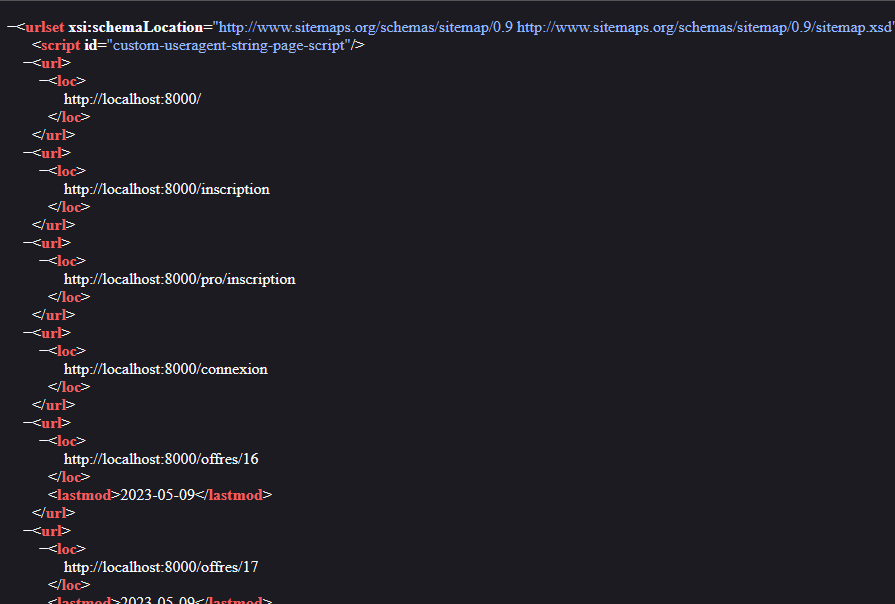 —<urlset xsi:schemaLocation="http://www.sitemaps.org/schemas/sitemap/0.9 http://www.sitemaps.org/schemas/sitemap/0.9/sitemap.xsd"
<script id="custom-useragent-string-page-script"/>
—<url>
—<loc>
http://localhost:8000/
</loc>
</url>
—<url>
—<loc>
http://localhost:8000/inscription
</loc>
</url>
—<url>
—<loc>
http://localhost:8000/pro/inscription
</loc>
</url>
—<url>
—<loc>
http://localhost:8000/connexion
</loc>
</url>
—<url>
—<loc>
http://localhost:8000/offres/16
</loc>
<lastmod>2023-05-09</lastmod>
</url>
—<url>
—<loc>
http://localhost:8000/offres/17
</loc>
<lastmod>2023-05-09</lastmod>